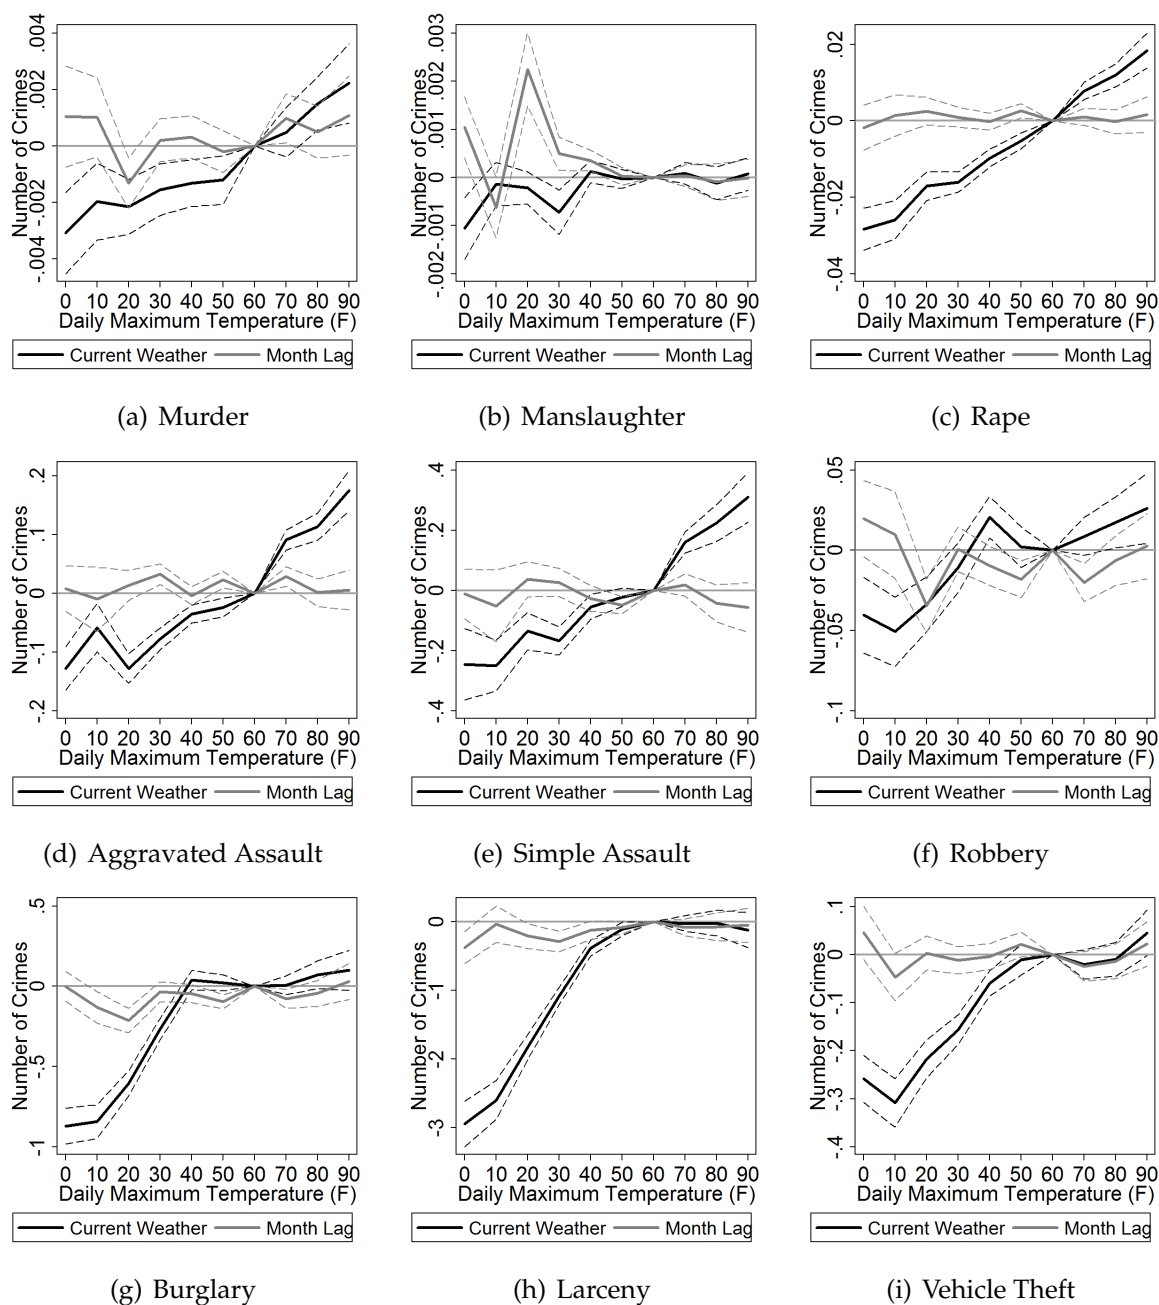 Number of Crimes
.004
.002
0
-.002
-.004
0 10 20 30 40 50 60 70 80 90
Daily Maximum Temperature (F)
Current Weather Month Lag
(a) Murder
Number of Crimes
.003
.002
.001
0
-.001
-.002
0 10 20 30 40 50 60 70 80 90
Daily Maximum Temperature (F)
Current Weather Month Lag
(b) Manslaughter
Number of Crimes
.02
0
-.02
-.04
0 10 20 30 40 50 60 70 80 90
Daily Maximum Temperature (F)
Current Weather Month Lag
(c) Rape
Number of Crimes
.2
.1
0
-.1
-.2
0 10 20 30 40 50 60 70 80 90
Daily Maximum Temperature (F)
Current Weather Month Lag
(d) Aggravated Assault
Number of Crimes
.4
.2
0
-.2
-.4
0 10 20 30 40 50 60 70 80 90
Daily Maximum Temperature (F)
Current Weather Month Lag
(e) Simple Assault
Number of Crimes
.05
0
-.05
-.1
0 10 20 30 40 50 60 70 80 90
Daily Maximum Temperature (F)
Current Weather Month Lag
(f) Robbery
Number of Crimes
.5
0
-.5
-1
0 10 20 30 40 50 60 70 80 90
Daily Maximum Temperature (F)
Current Weather Month Lag
(g) Burglary
Number of Crimes
0
-1
-2
-3
0 10 20 30 40 50 60 70 80 90
Daily Maximum Temperature (F)
Current Weather Month Lag
(h) Larceny
Number of Crimes
.1
0
-.1
-.2
-.3
-.4
0 10 20 30 40 50 60 70 80 90
Daily Maximum Temperature (F)
Current Weather Month Lag
(i) Vehicle Theft